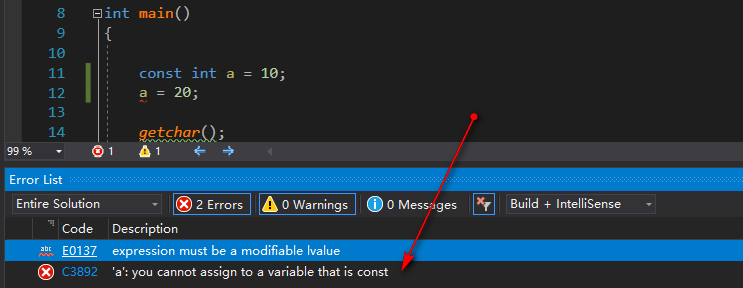 8 int main()
9 {
10
11 const int a = 10;
12 a = 20;
13
14 getchar();
99 % 1 1
Error List
Entire Solution 2 Errors 0 Warnings 0 Messages Build + IntelliSense
Code Description
abc E0137 expression must be a modifiable lvalue
C3892 'a': you cannot assign to a variable that is const